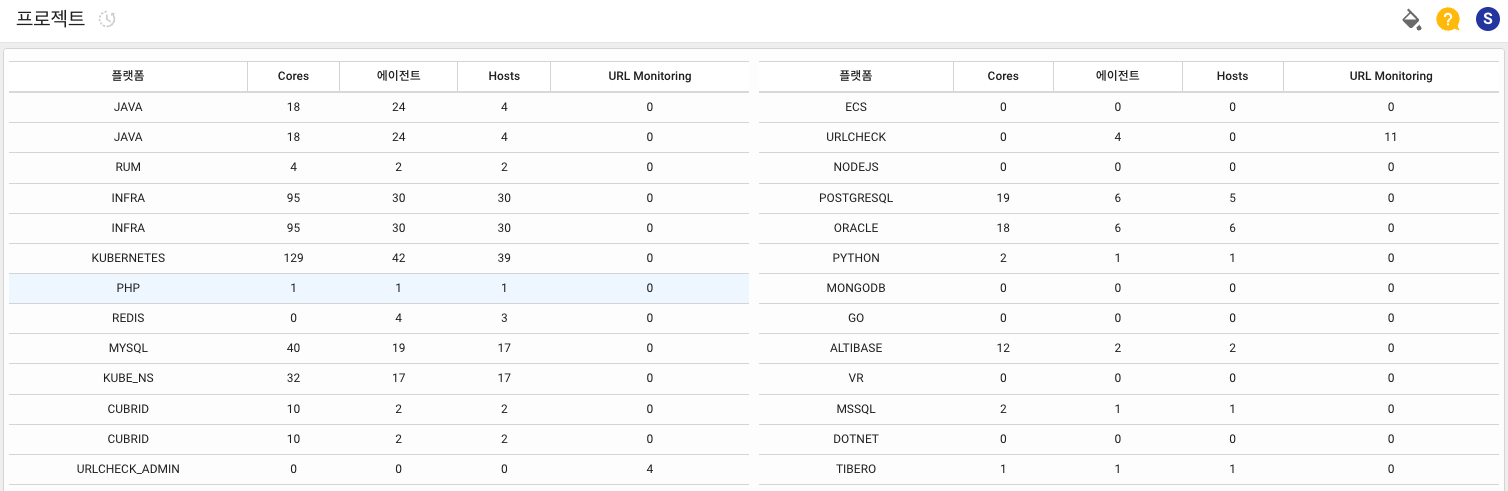 프로젝트
?
S
플랫폼 Cores 에이전트 Hosts URL Monitoring
JAVA 18 24 4 0
JAVA 18 24 4 0
RUM 4 2 2 0
INFRA 95 30 30 0
INFRA 95 30 30 0
KUBERNETES 129 42 39 0
PHP 1 1 1 0
REDIS 0 4 3 0
MYSQL 40 19 17 0
KUBE_NS 32 17 17 0
CUBRID 10 2 2 0
CUBRID 10 2 2 0
URLCHECK_ADMIN 0 0 0 4
플랫폼 Cores 에이전트 Hosts URL Monitoring
ECS 0 0 0 0
URLCHECK 0 4 0 11
NODEJS 0 0 0 0
POSTGRESQL 19 6 5 0
ORACLE 18 6 6 0
PYTHON 2 1 1 0
MONGODB 0 0 0 0
GO 0 0 0 0
ALTIBASE 12 2 2 0
VR 0 0 0 0
MSSQL 2 1 1 0
DOTNET 0 0 0 0
TIBERO 1 1 1 0